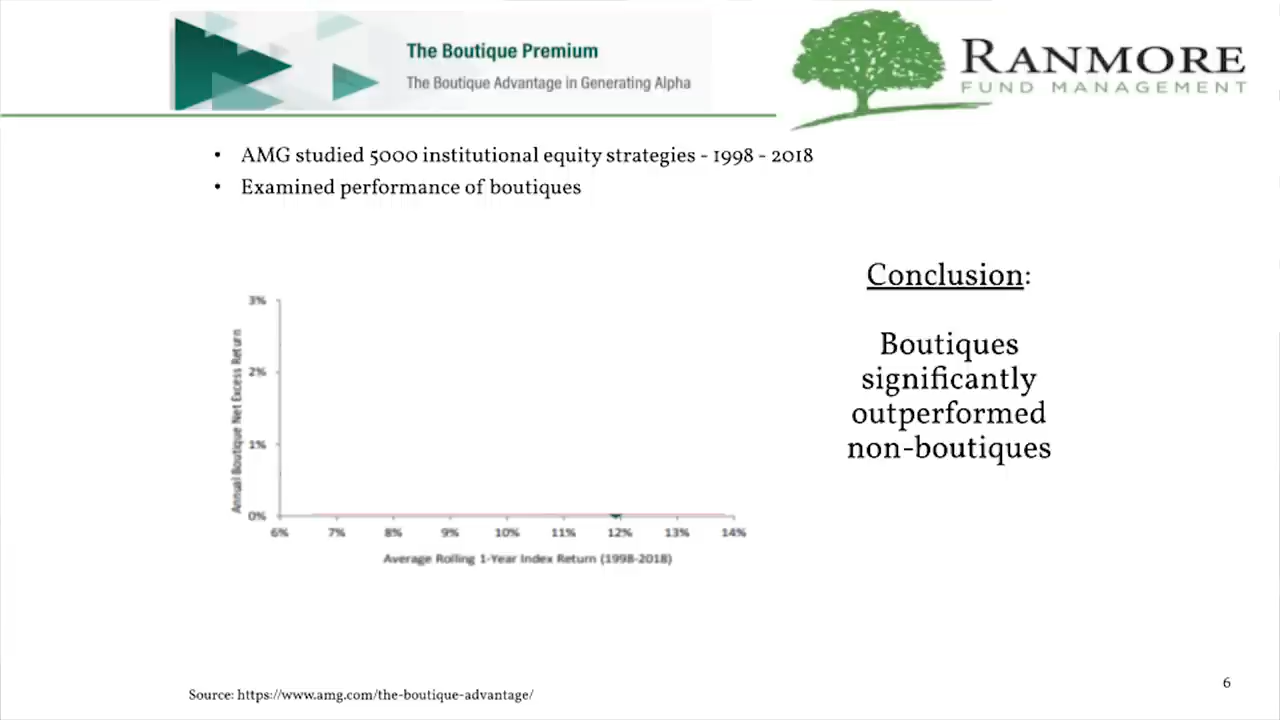 The Boutique Premium
The Boutique Advantage in Generating Alpha
RANMORE
FUND MANAGEMENT
• AMG studied 5000 institutional equity strategies - 1998 - 2018
• Examined performance of boutiques
Conclusion:
Boutiques
significantly
outperformed
non-boutiques
Annual Boutique Net Excess Return
3%
2%
1%
0%
6% 7% 8% 9% 10% 11% 12% 13% 14%
Average Rolling 1-Year Index Return (1998-2018)
Source: https://www.amg.com/the-boutique-advantage/
6